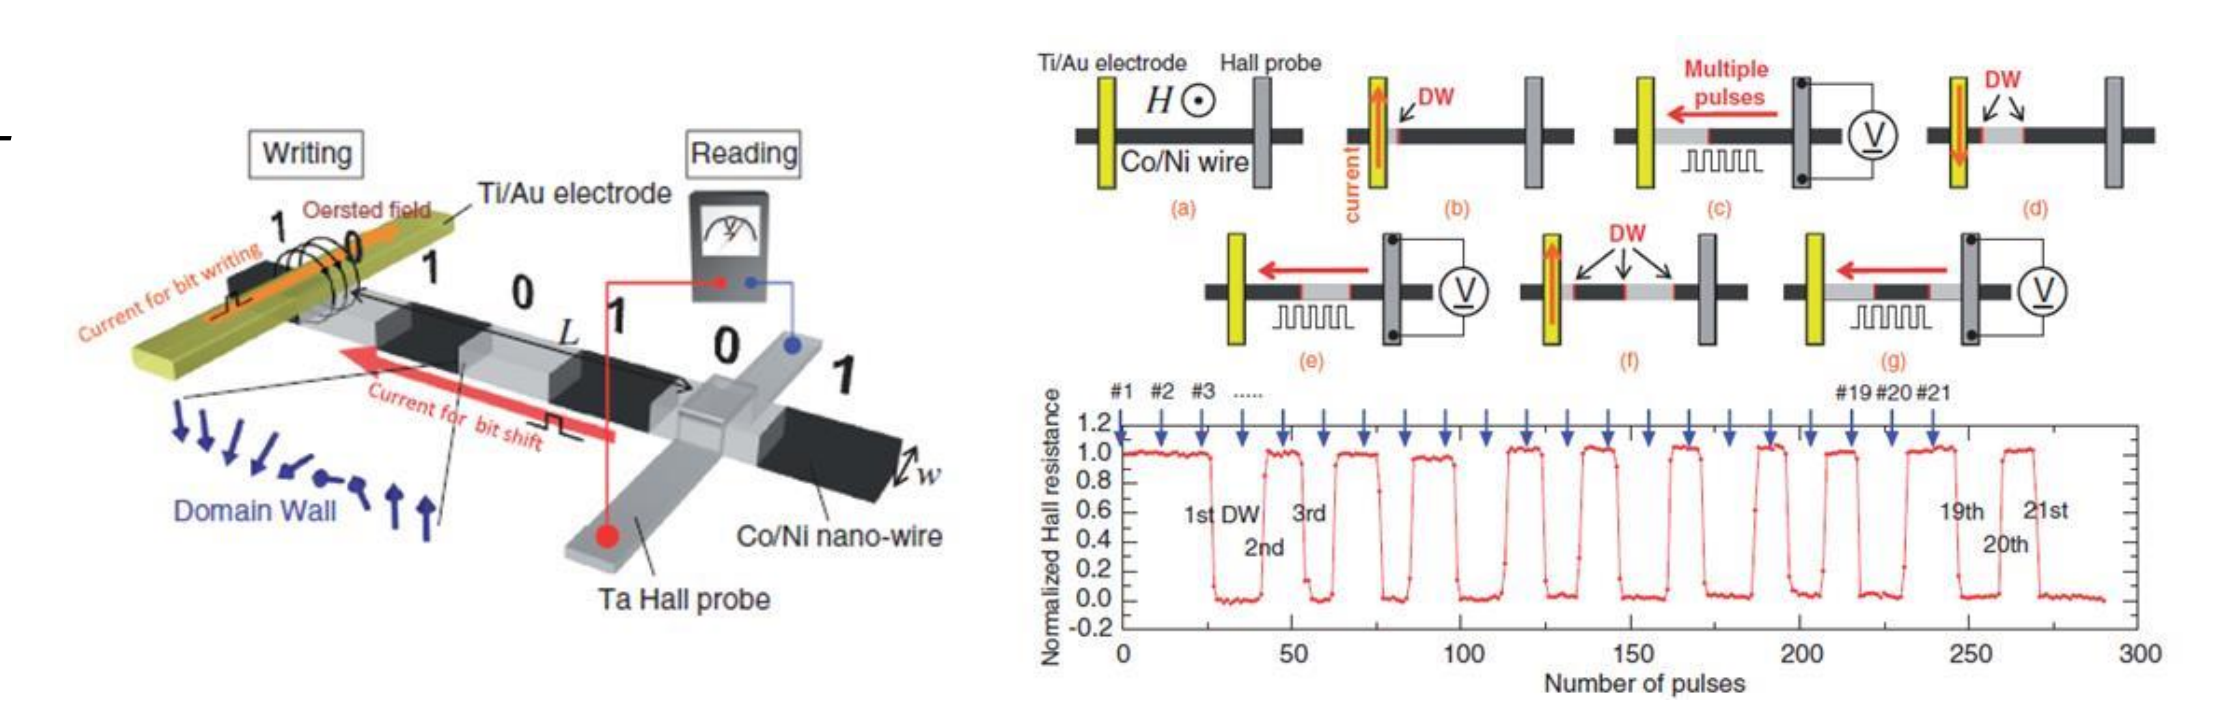 Writing
Reading
Ti/Au electrode
Oersted field
Current for bit writing
1
0
1
0
1
0
1
L
Current for bit shift
Domain Wall
w
Co/Ni nano-wire
Ta Hall probe
V
Ti/Au electrode Hall probe
H
Co/Ni wire
(a)
DW
current
(b)
Multiple
pulses
V
(c)
DW
(d)
V
(e)
DW
(f)
V
(g)
#1 #2 #3 ..... #19 #20 #21
Normalized Hall resistance
1.2
1.0
0.8
0.6
0.4
0.2
0.0
-0.2
1st DW
2nd
3rd
19th
20th
21st
0 50 100 150 200 250 300
Number of pulses